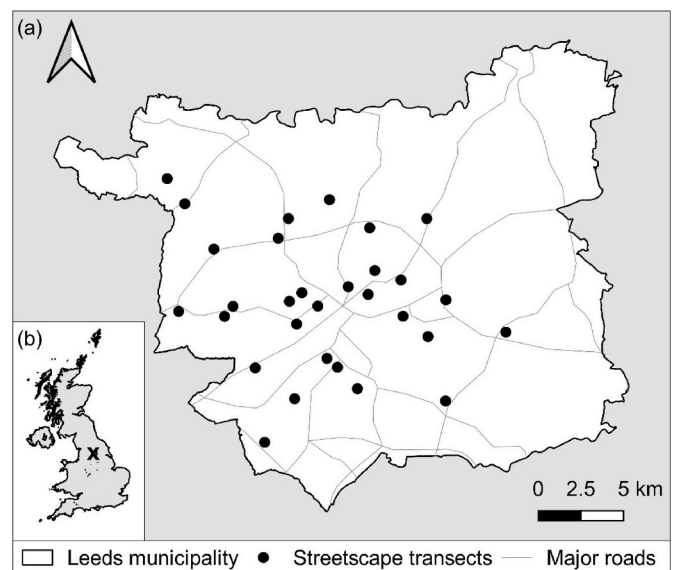 (a)
(b)
X
0 2.5 5 km
Leeds municipality Streetscape transects Major roads